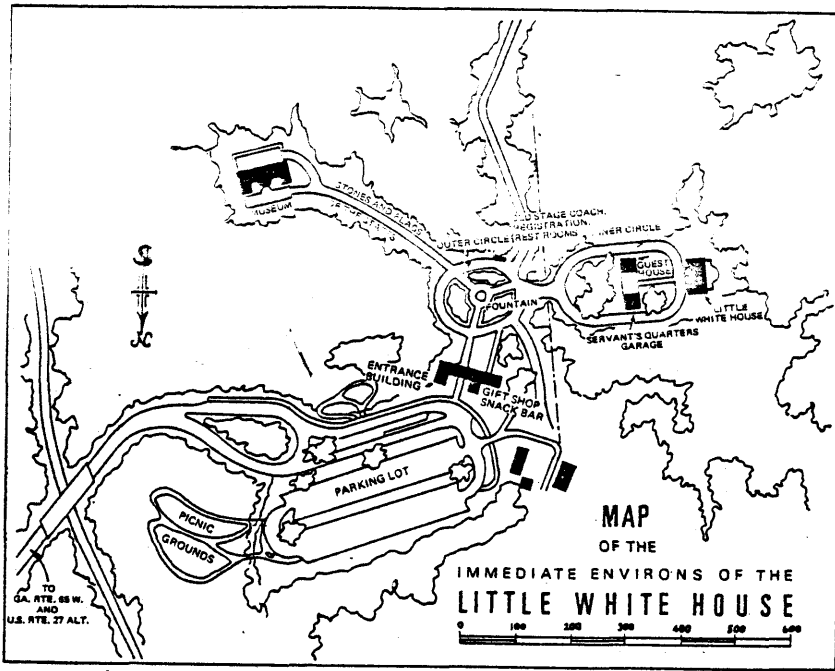 MUSEUM
STONES AND FLAGS
OUTER CIRCLE
OLD STAGE COACH,
REGISTRATION,
REST ROOMS
INNER CIRCLE
FOUNTAIN
GUEST
HOUSE
LITTLE
WHITE HOUSE
SERVANT'S QUARTERS
GARAGE
S
N
ENTRANCE
BUILDING
GIFT SHOP
SNACK BAR
PARKING LOT
PICNIC
GROUNDS
TO
GA. RTE. 85 W.
AND
U.S. RTE. 27 ALT.
MAP
OF THE
IMMEDIATE ENVIRONS OF THE
LITTLE WHITE HOUSE
0 100 200 300 400 500 600